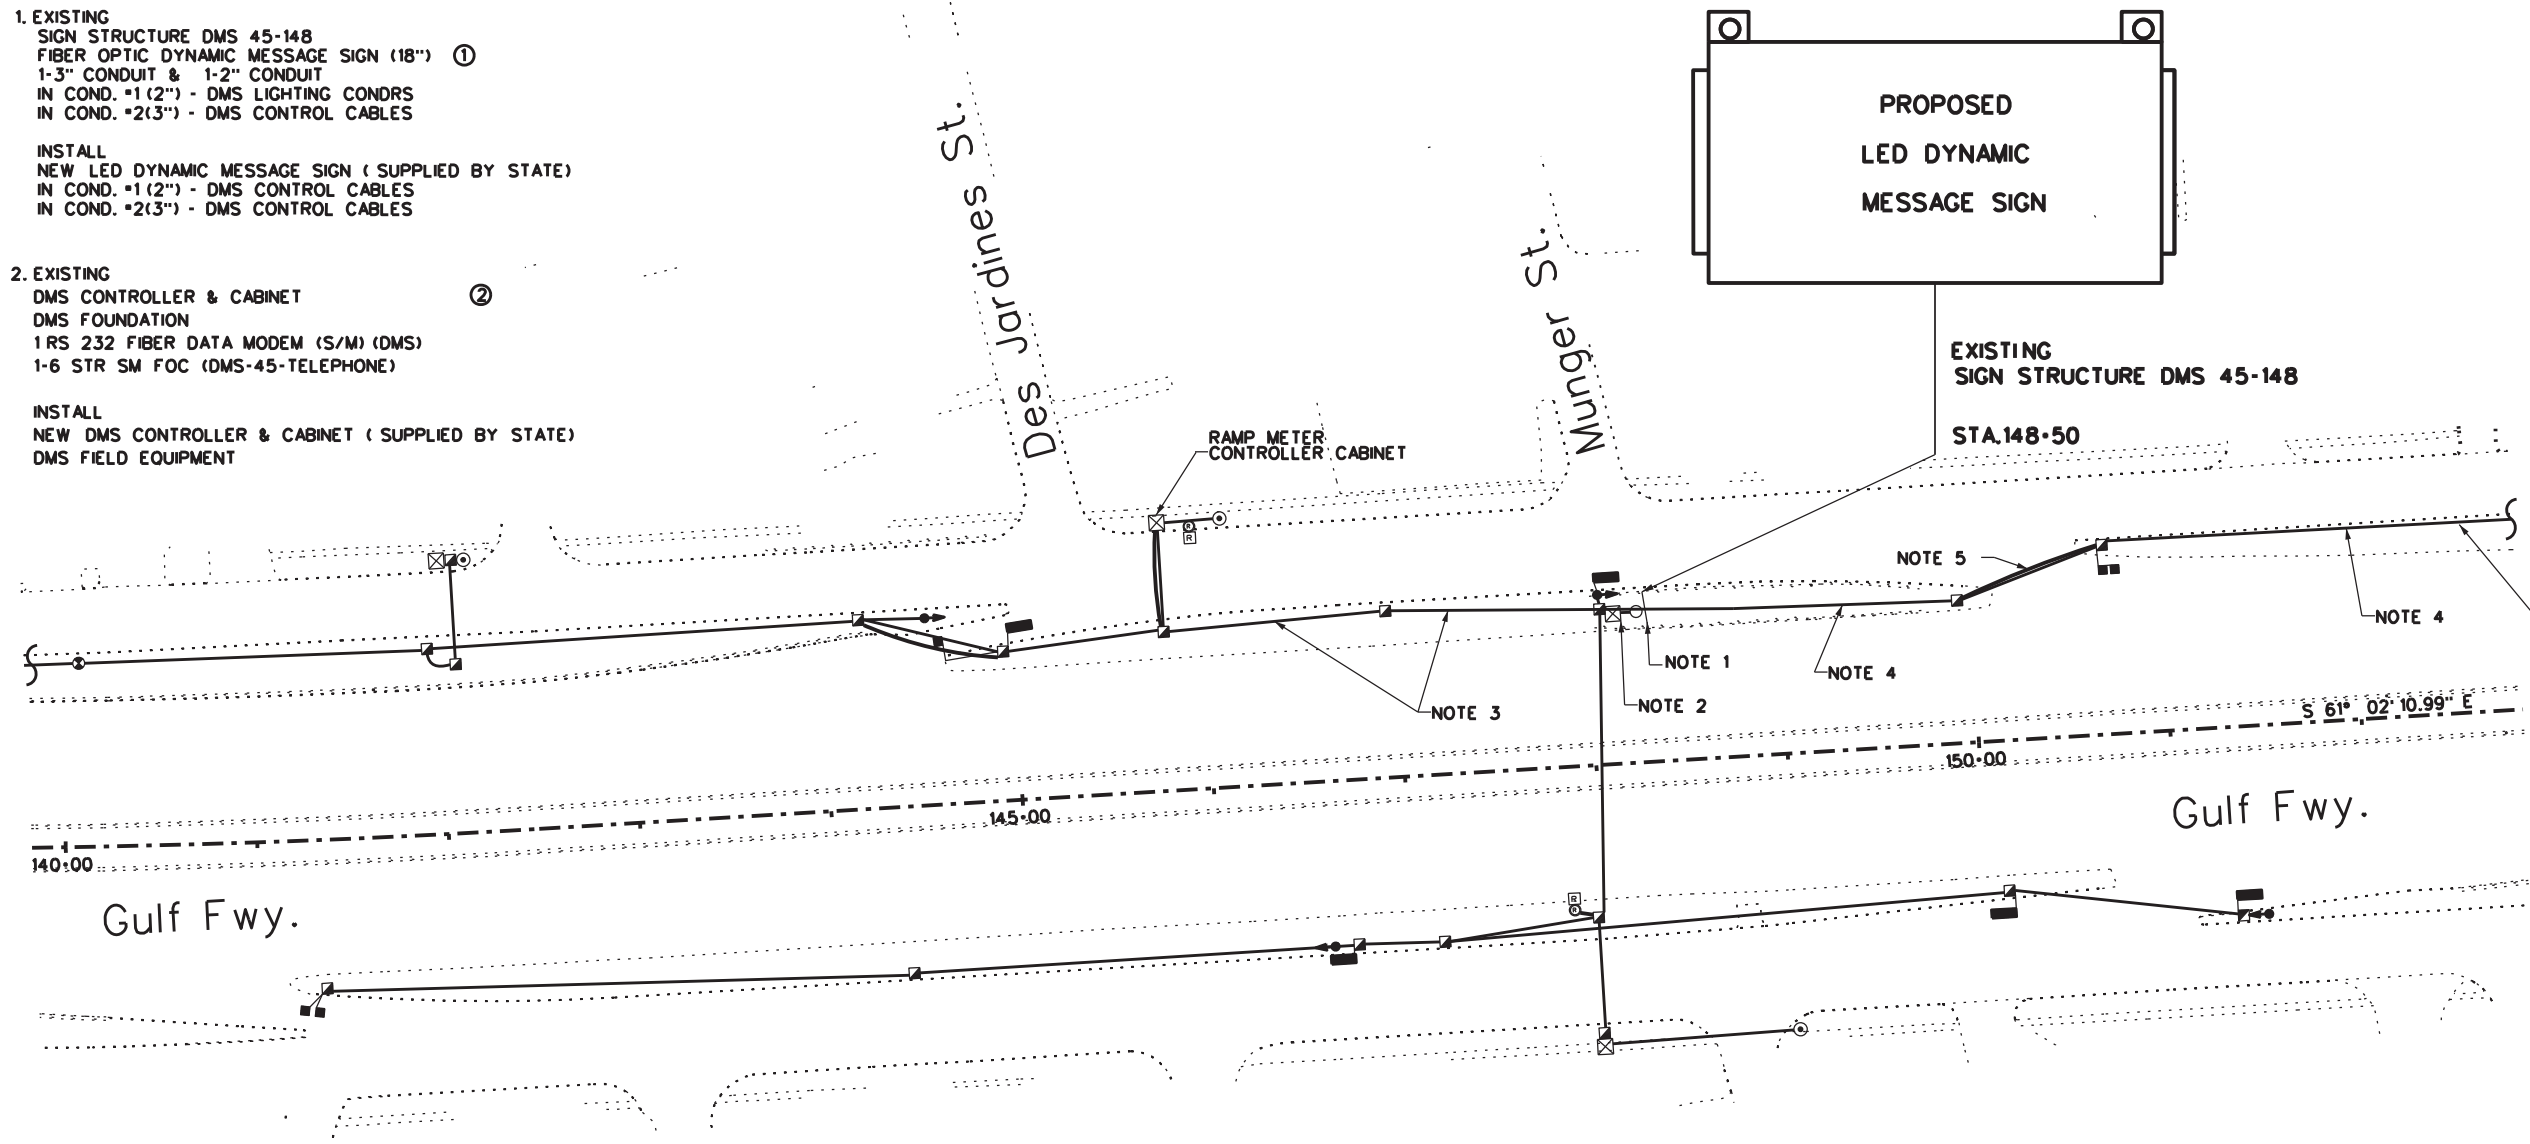 1. EXISTING
SIGN STRUCTURE DMS 45-148
FIBER OPTIC DYNAMIC MESSAGE SIGN (18") ①
1-3" CONDUIT & 1-2" CONDUIT
IN COND. #1(2") - DMS LIGHTING CONDRS
IN COND. #2(3") - DMS CONTROL CABLES
INSTALL
NEW LED DYNAMIC MESSAGE SIGN ( SUPPLIED BY STATE)
IN COND. #1(2") - DMS CONTROL CABLES
IN COND. #2(3") - DMS CONTROL CABLES
2. EXISTING
DMS CONTROLLER & CABINET ②
DMS FOUNDATION
1 RS 232 FIBER DATA MODEM (S/M) (DMS)
1-6 STR SM FOC (DMS-45-TELEPHONE)
INSTALL
NEW DMS CONTROLLER & CABINET ( SUPPLIED BY STATE)
DMS FIELD EQUIPMENT
Des Jardines St.
Munger St.
PROPOSED
LED DYNAMIC
MESSAGE SIGN
EXISTING
SIGN STRUCTURE DMS 45-148
STA.148+50
RAMP METER
CONTROLLER CABINET
R
R
NOTE 5
NOTE 4
NOTE 1
NOTE 4
NOTE 2
NOTE 3
S 61° 02' 10.99" E
150+00
145+00
140+00
Gulf Fwy.
Gulf Fwy.
R
R